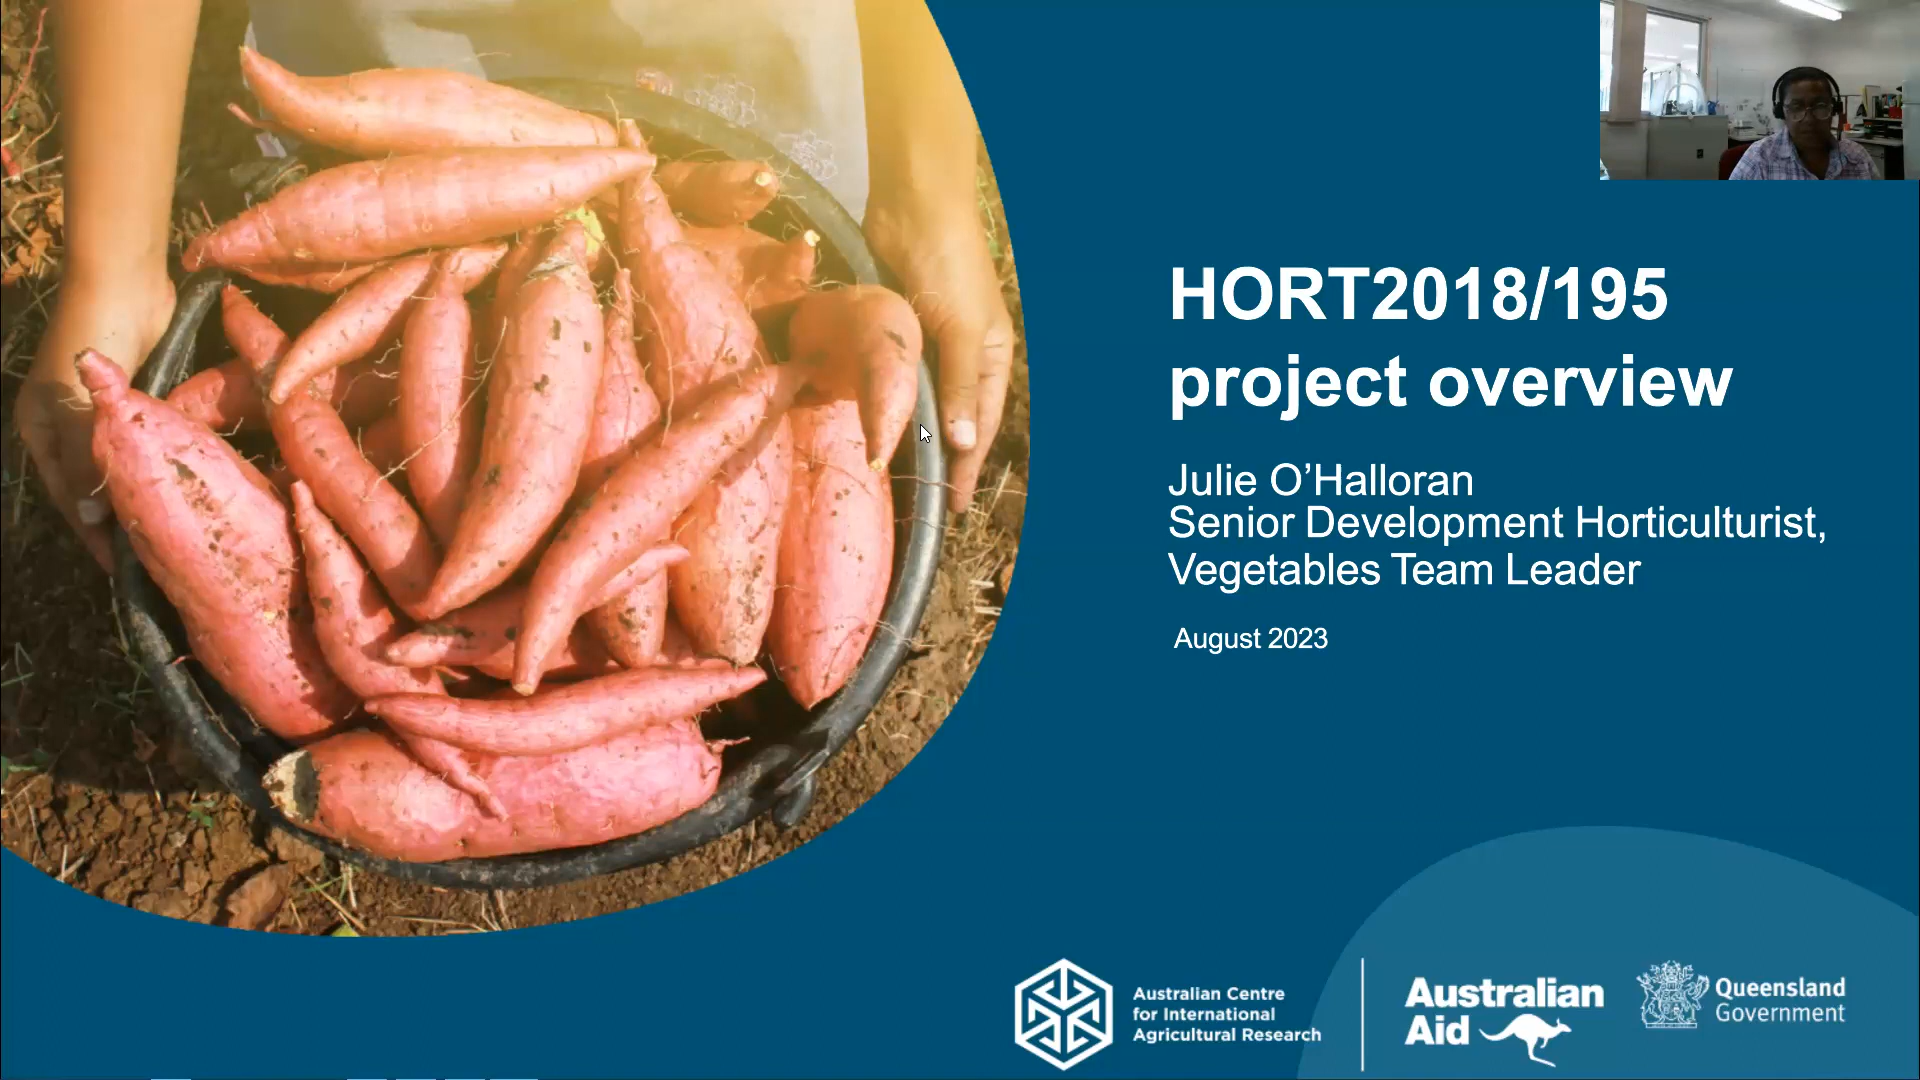 HORT2018/195
project overview
Julie O’Halloran
Senior Development Horticulturist,
Vegetables Team Leader
August 2023
Australian Centre
for International
Agricultural Research
Australian
Aid
Queensland
Government